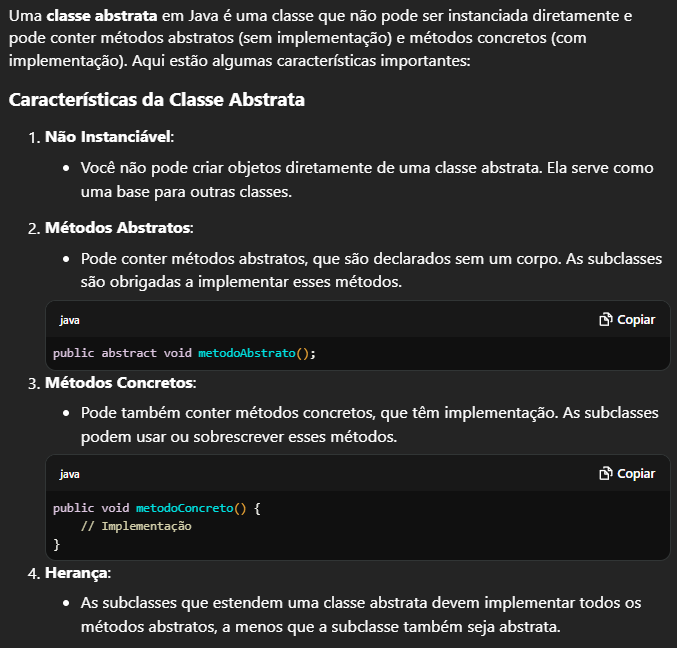 Uma classe abstrata em Java é uma classe que não pode ser instanciada diretamente e
pode conter métodos abstratos (sem implementação) e métodos concretos (com
implementação). Aqui estão algumas características importantes:
Características da Classe Abstrata
1. Não Instanciável:
• Você não pode criar objetos diretamente de uma classe abstrata. Ela serve como
uma base para outras classes.
2. Métodos Abstratos:
• Pode conter métodos abstratos, que são declarados sem um corpo. As subclasses
são obrigadas a implementar esses métodos.
java Copiar
public abstract void metodoAbstrato();
3. Métodos Concretos:
• Pode também conter métodos concretos, que têm implementação. As subclasses
podem usar ou sobrescrever esses métodos.
java Copiar
public void metodoConcreto() {
    // Implementação
}
4. Herança:
• As subclasses que estendem uma classe abstrata devem implementar todos os
métodos abstratos, a menos que a subclasse também seja abstrata.